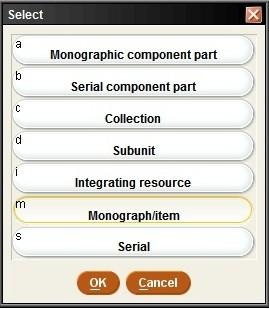 Select
a
Monographic component part
b
Serial component part
c
Collection
d
Subunit
i
Integrating resource
m
Monograph/item
s
Serial
OK Cancel